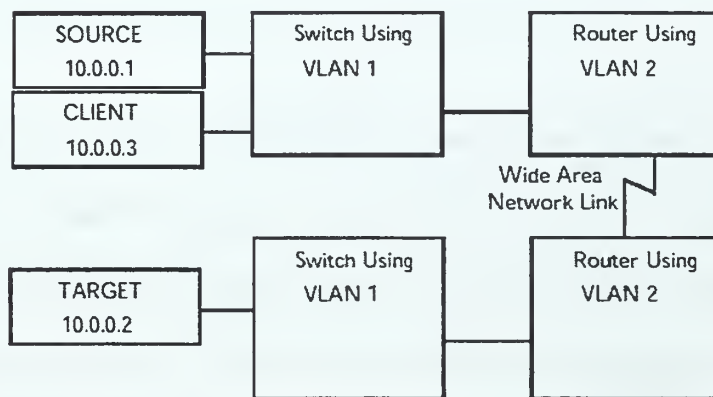 SOURCE
10.0.0.1
CLIENT
10.0.0.3
Switch Using
VLAN 1
Router Using
VLAN 2
Wide Area
Network Link
TARGET
10.0.0.2
Switch Using
VLAN 1
Router Using
VLAN 2